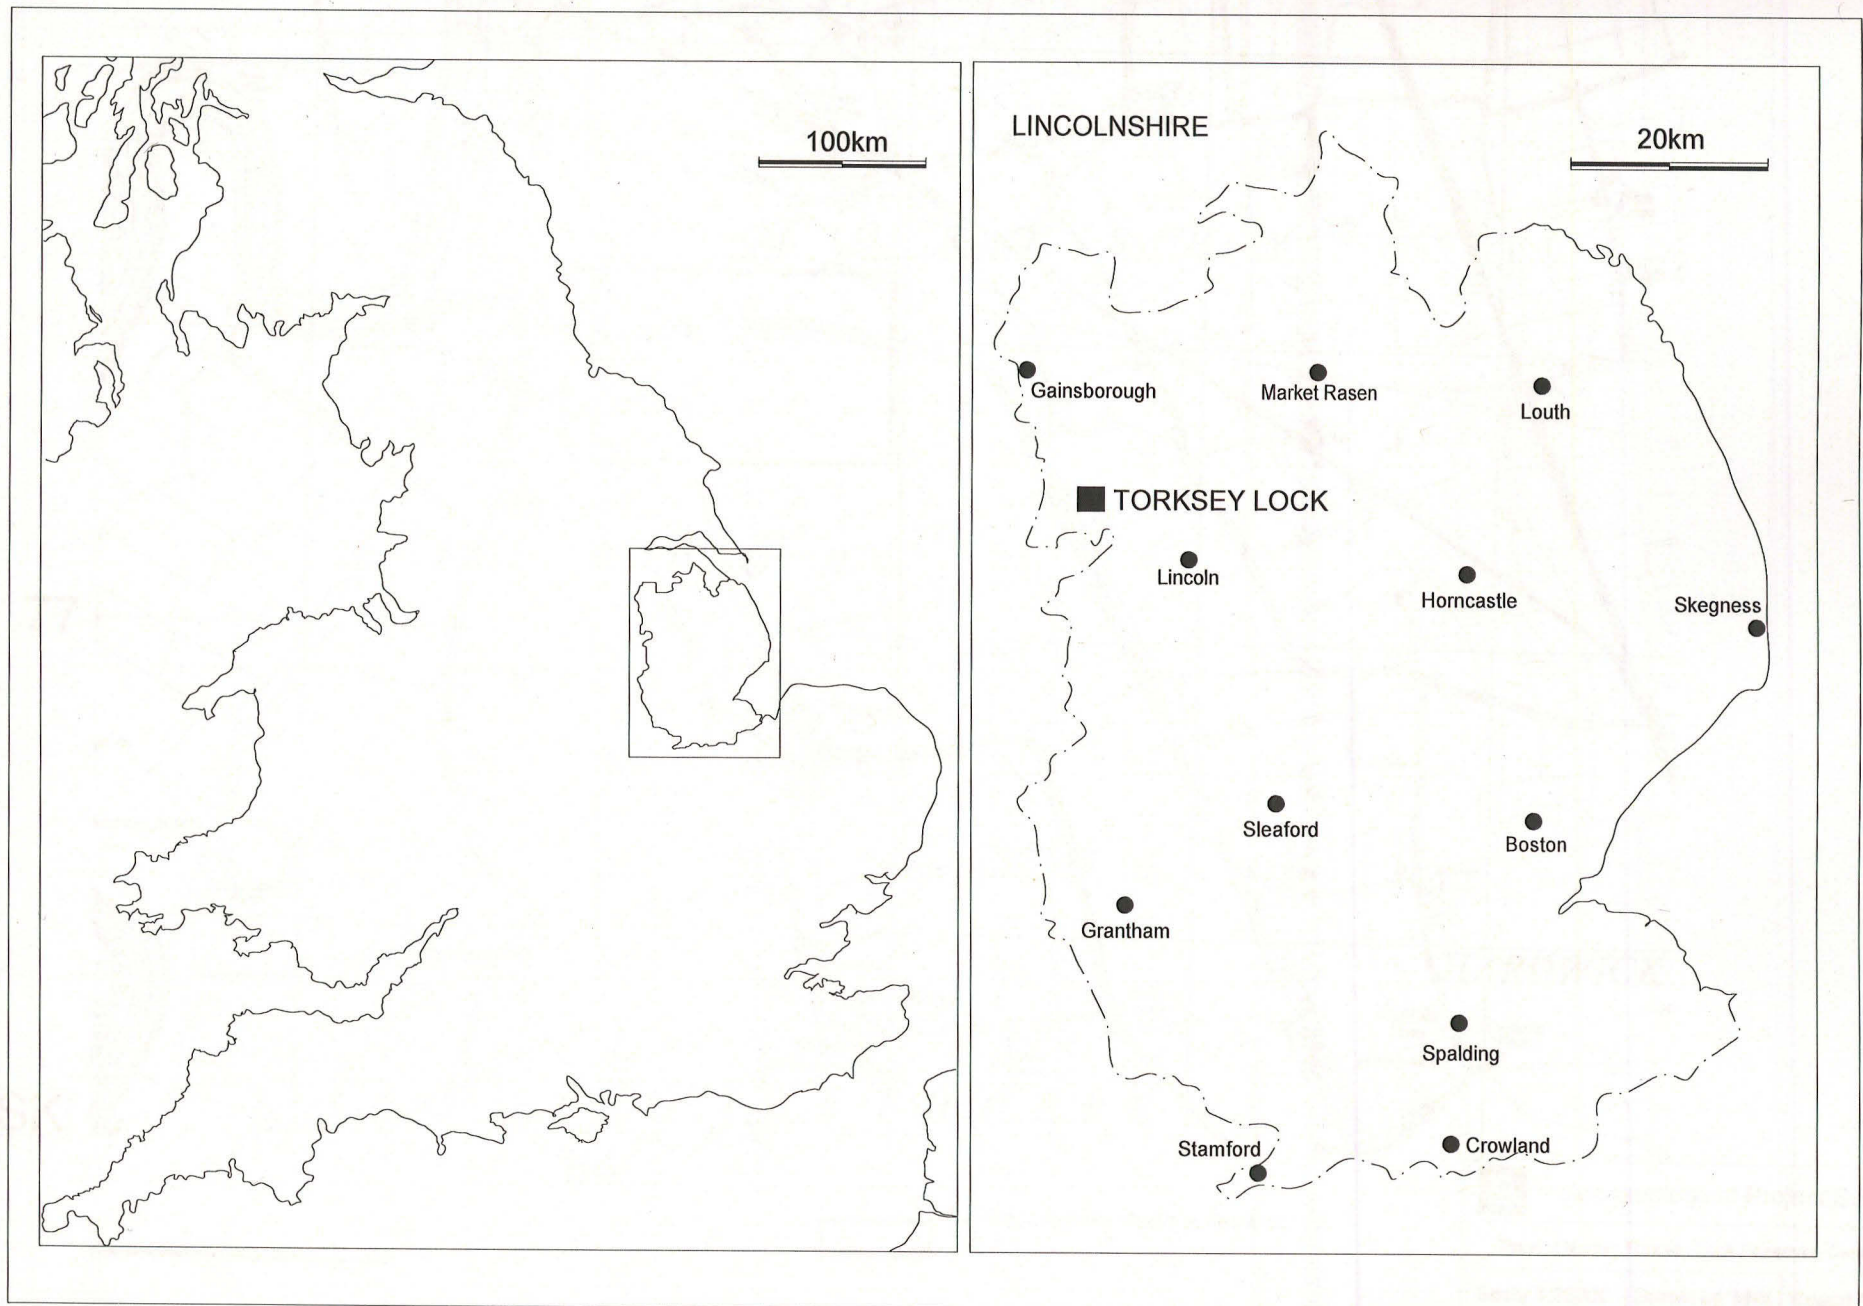 100km
LINCOLNSHIRE
20km
Gainsborough
Market Rasen
Louth
TORKSEY LOCK
Lincoln
Horncastle
Skegness
Sleaford
Boston
Grantham
Spalding
Stamford
Crowland